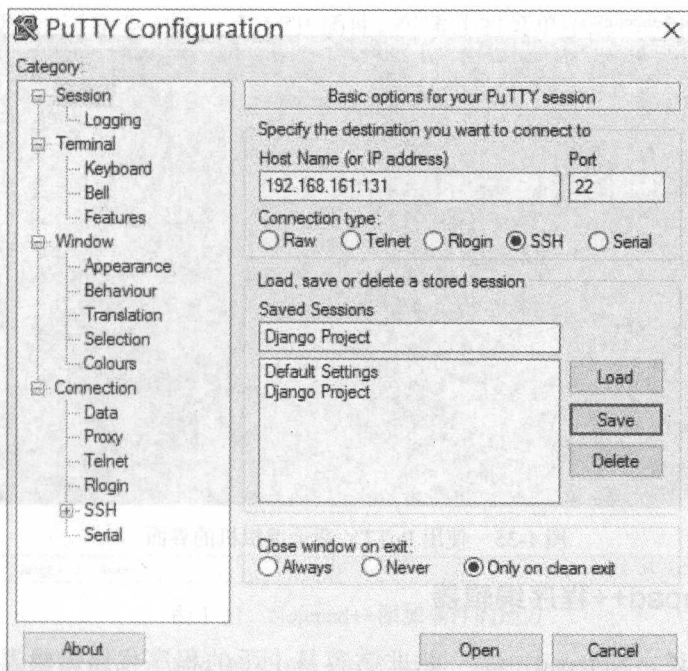 PuTTY Configuration
Category:
Session
Logging
Terminal
Keyboard
Bell
Features
Window
Appearance
Behaviour
Translation
Selection
Colours
Connection
Data
Proxy
Telnet
Rlogin
SSH
Serial
Basic options for your PuTTY session
Specify the destination you want to connect to
Host Name (or IP address) Port
192.168.161.131 22
Connection type:
Raw Telnet Rlogin SSH Serial
Load, save or delete a stored session
Saved Sessions
Django Project
Default Settings
Django Project
Load
Save
Delete
Close window on exit:
Always Never Only on clean exit
About Open Cancel